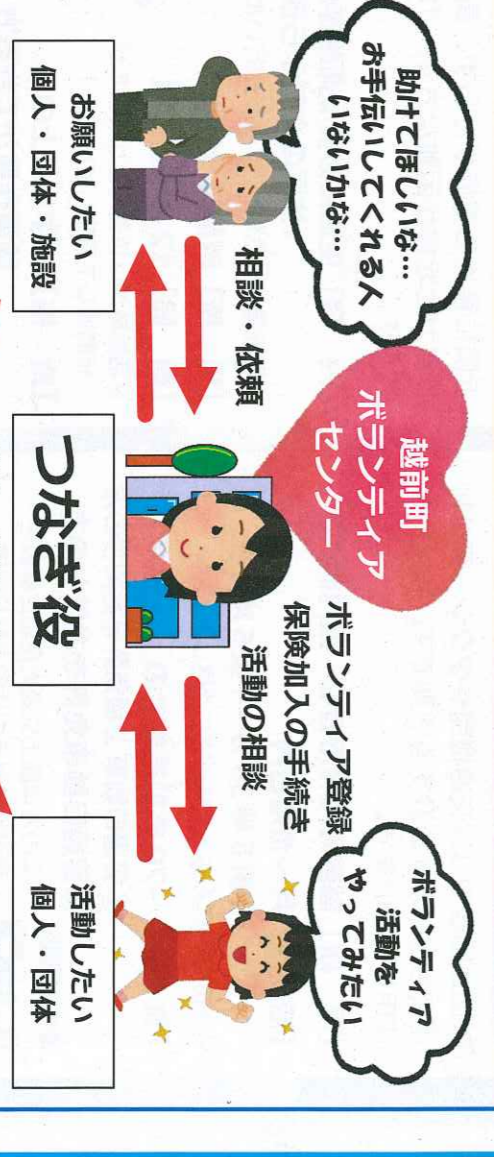 助けてほしいな…
お手伝いしてくれる人
いないかな…
お願いしたい
個人・団体・施設
相談・依頼
越前町
ボランティア
センター
つなぎ役
ボランティア登録
保険加入の手続き
活動の相談
ボランティア
活動を
やってみたい
活動したい
個人・団体